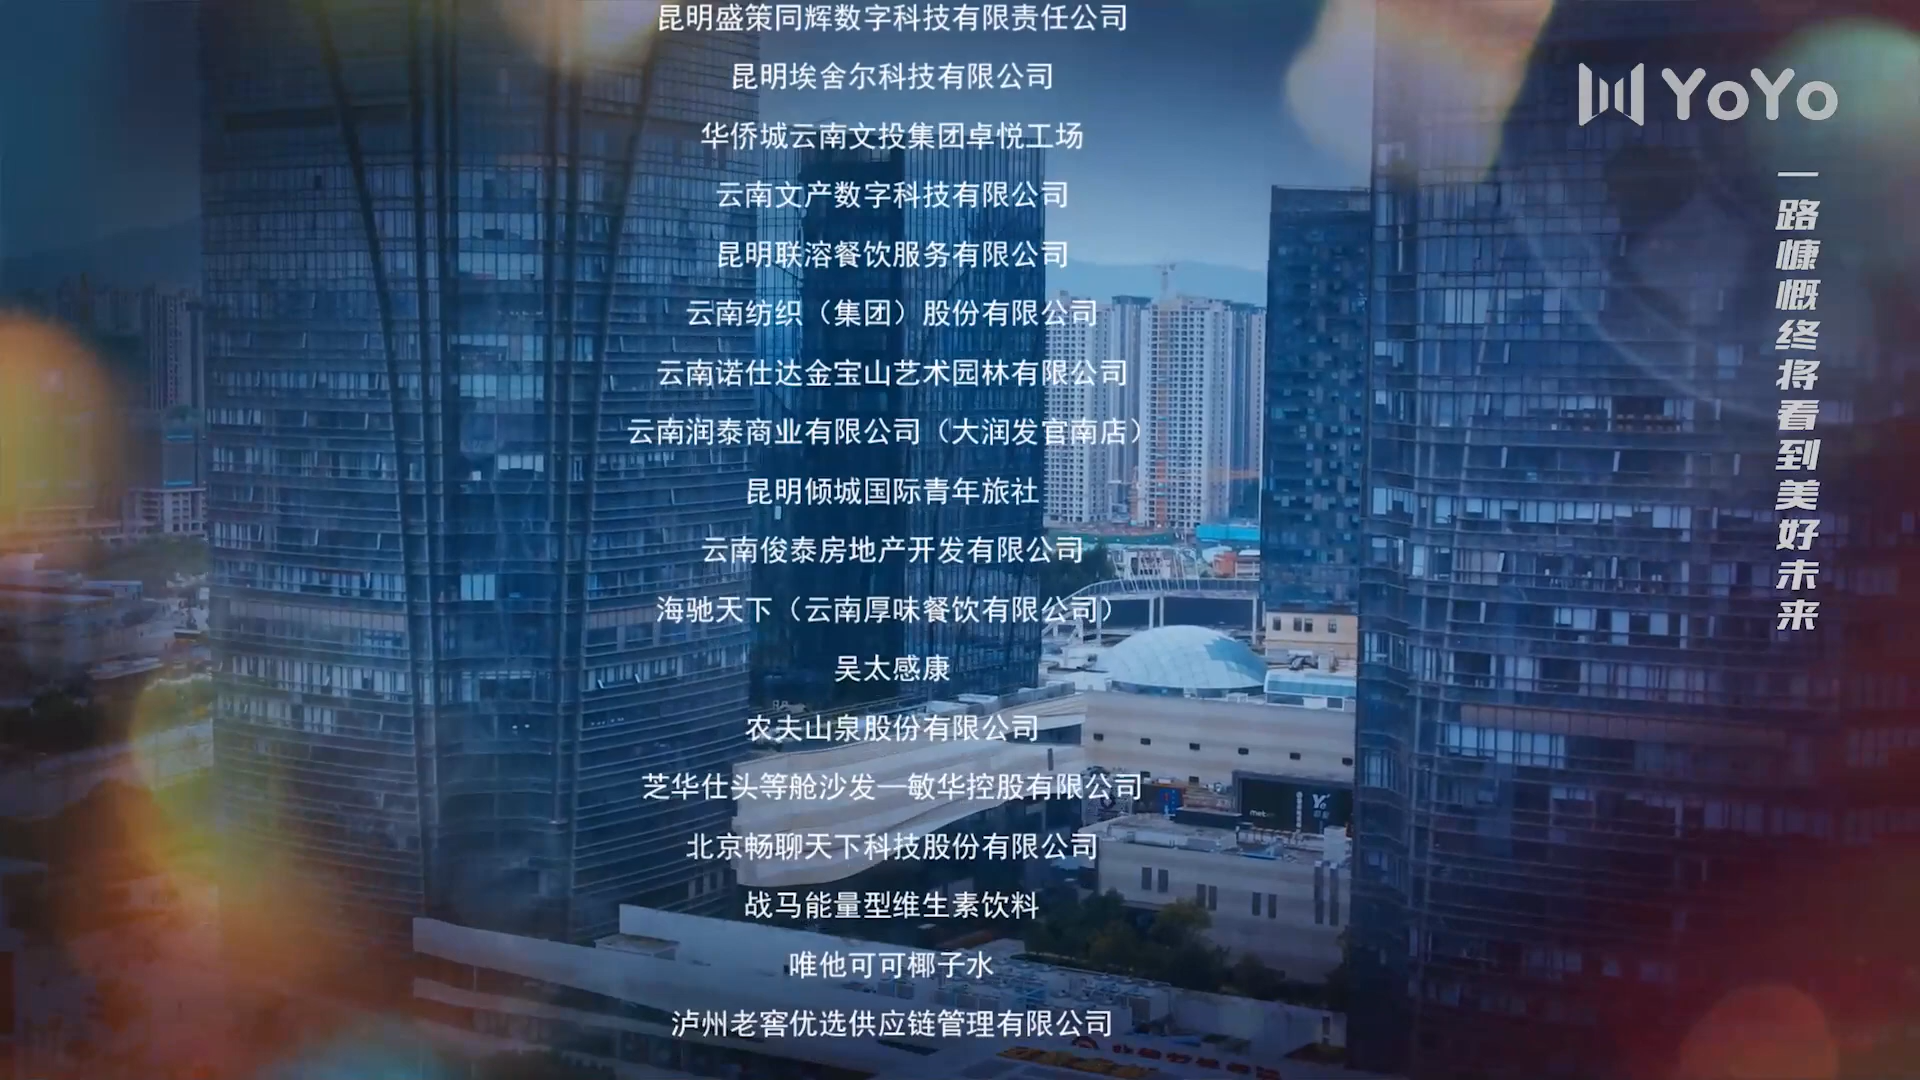 昆明盛策同辉数字科技有限责任公司
昆明埃舍尔科技有限公司
华侨城云南文投集团卓悦工场
云南文产数字科技有限公司
昆明联溶餐饮服务有限公司
云南纺织（集团）股份有限公司
云南诺仕达金宝山艺术园林有限公司
云南润泰商业有限公司（大润发官南店）
昆明倾城国际青年旅社
云南俊泰房地产开发有限公司
海驰天下（云南厚味餐饮有限公司）
吴太感康
农夫山泉股份有限公司
芝华仕头等舱沙发—敏华控股有限公司
北京畅聊天下科技股份有限公司
战马能量型维生素饮料
唯他可可椰子水
泸州老窖优选供应链管理有限公司
YoYo
一路慷慨终将看到美好未来